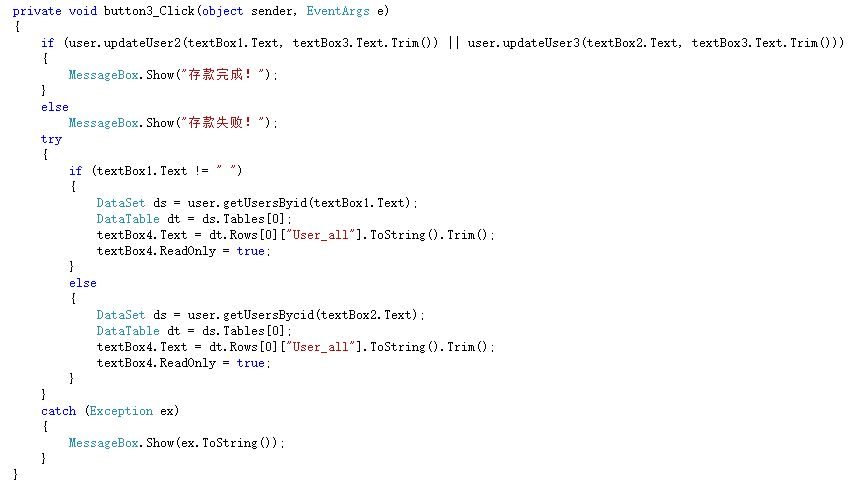 private void button3_Click(object sender, EventArgs e)
{
if (user.updateUser2(textBox1.Text, textBox3.Text.Trim()) || user.updateUser3(textBox2.Text, textBox3.Text.Trim()))
{
MessageBox.Show("存款完成！");
}
else
MessageBox.Show("存款失败！");
try
{
if (textBox1.Text != " ")
{
DataSet ds = user.getUsersByid(textBox1.Text);
DataTable dt = ds.Tables[0];
textBox4.Text = dt.Rows[0]["User_all"].ToString().Trim();
textBox4.ReadOnly = true;
}
else
{
DataSet ds = user.getUsersBycid(textBox2.Text);
DataTable dt = ds.Tables[0];
textBox4.Text = dt.Rows[0]["User_all"].ToString().Trim();
textBox4.ReadOnly = true;
}
}
catch (Exception ex)
{
MessageBox.Show(ex.ToString());
}
}